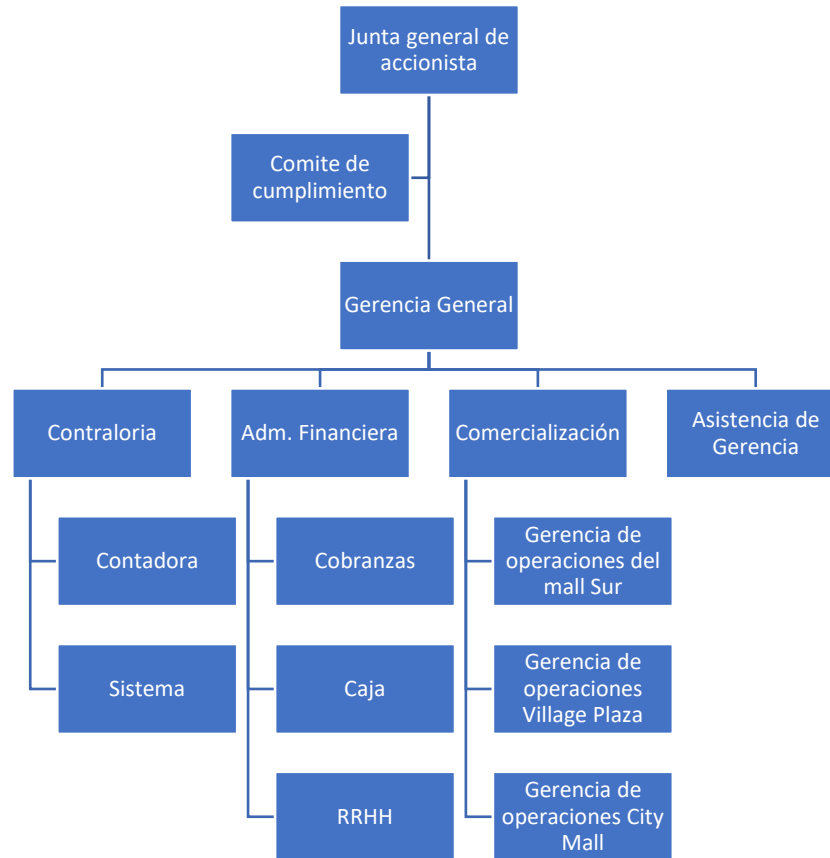 Junta general de
accionista
Comite de
cumplimiento
Gerencia General
Contraloria
Adm. Financiera
Comercialización
Asistencia de
Gerencia
Contadora
Cobranzas
Gerencia de
operaciones del
mall Sur
Sistema
Caja
Gerencia de
operaciones
Village Plaza
RRHH
Gerencia de
operaciones City
Mall